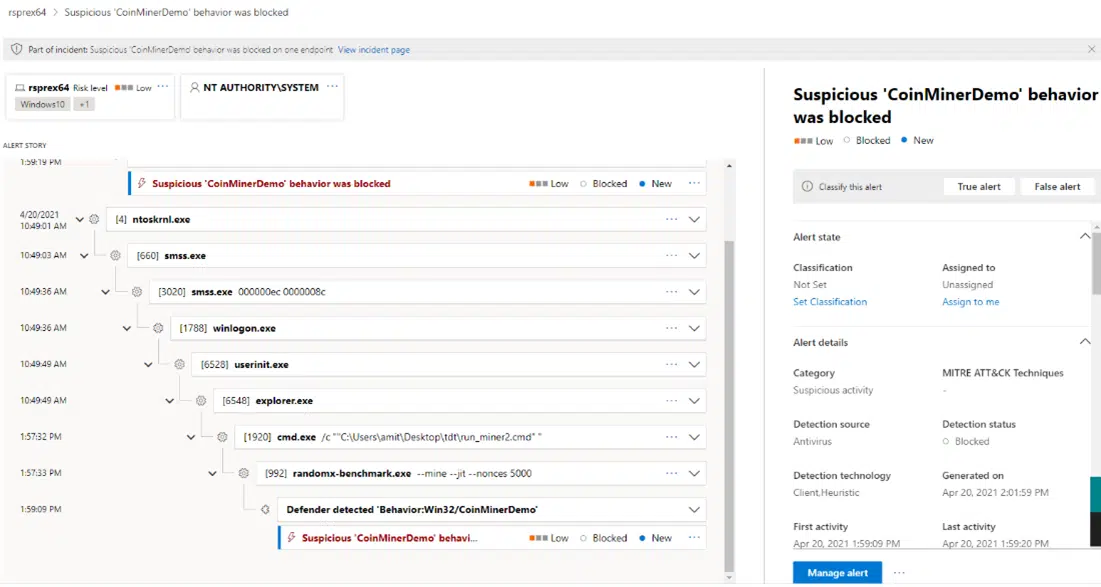 rsprex64 > Suspicious 'CoinMinerDemo' behavior was blocked
Part of incident: Suspicious 'CoinMinerDemo' behavior was blocked on one endpoint View incident page
rsprex64 Risk level Low ...
Windows10 +1
NT AUTHORITY\SYSTEM ...
ALERT STORY
1:59:19 PM
Suspicious 'CoinMinerDemo' behavior was blocked Low Blocked New ...
4/20/2021
10:49:01 AM
[4] ntoskrnl.exe ...
10:49:03 AM [660] smss.exe ...
10:49:36 AM [3020] smss.exe 000000ec 0000008c ...
10:49:36 AM [1788] winlogon.exe ...
10:49:49 AM [6528] userinit.exe ...
10:49:49 AM [6548] explorer.exe ...
1:57:32 PM [1920] cmd.exe /c ""C:\Users\amit\Desktop\tdt\run_miner2.cmd" " ...
1:57:33 PM [992] randomx-benchmark.exe --mine --jit --nonces 5000 ...
1:59:09 PM Defender detected 'Behavior:Win32/CoinMinerDemo'
Suspicious 'CoinMinerDemo' behavi... Low Blocked New ...
Suspicious 'CoinMinerDemo' behavior
was blocked
Low Blocked New
Classify this alert True alert False alert
Alert state
Classification Assigned to
Not Set Unassigned
Set Classification Assign to me
Alert details
Category MITRE ATT&CK Techniques
Suspicious activity -
Detection source Detection status
Antivirus Blocked
Detection technology Generated on
Client,Heuristic Apr 20, 2021 2:01:59 PM
First activity Last activity
Apr 20, 2021 1:59:09 PM Apr 20, 2021 1:59:20 PM
Manage alert ...